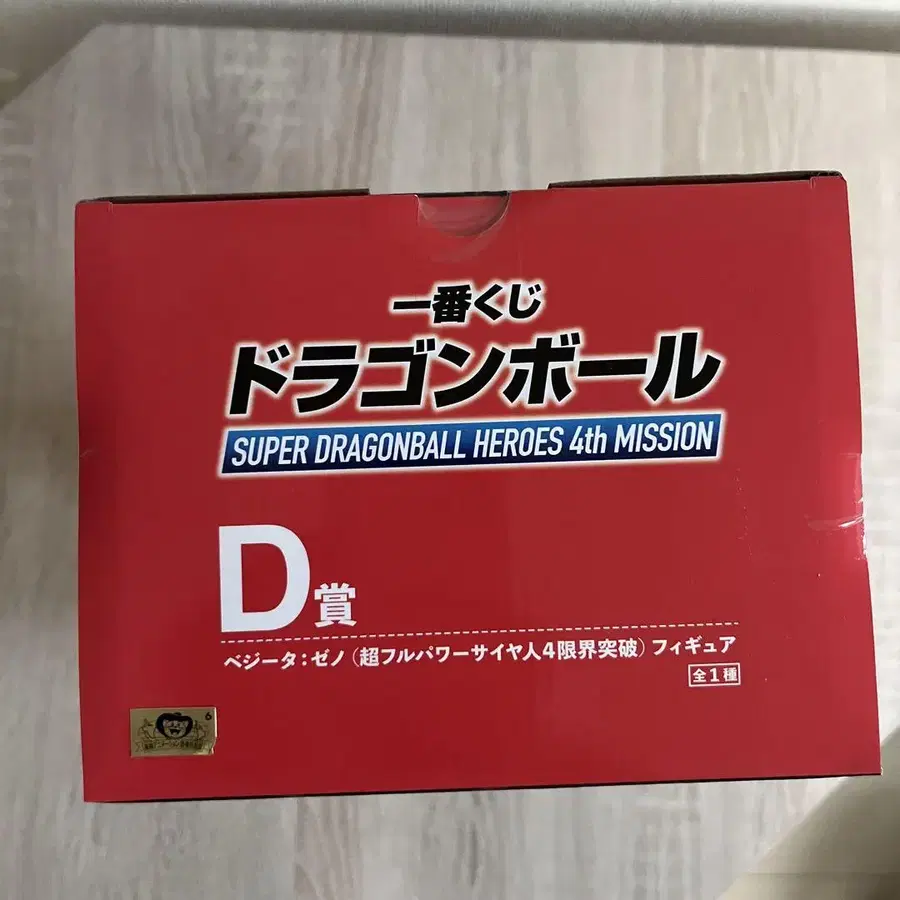 一番くじ
ドラゴンボール
SUPER DRAGONBALL HEROES 4th MISSION
D賞
ベジータ：ゼノ（超フルパワーサイヤ人4限界突破）フィギュア
全1種
6